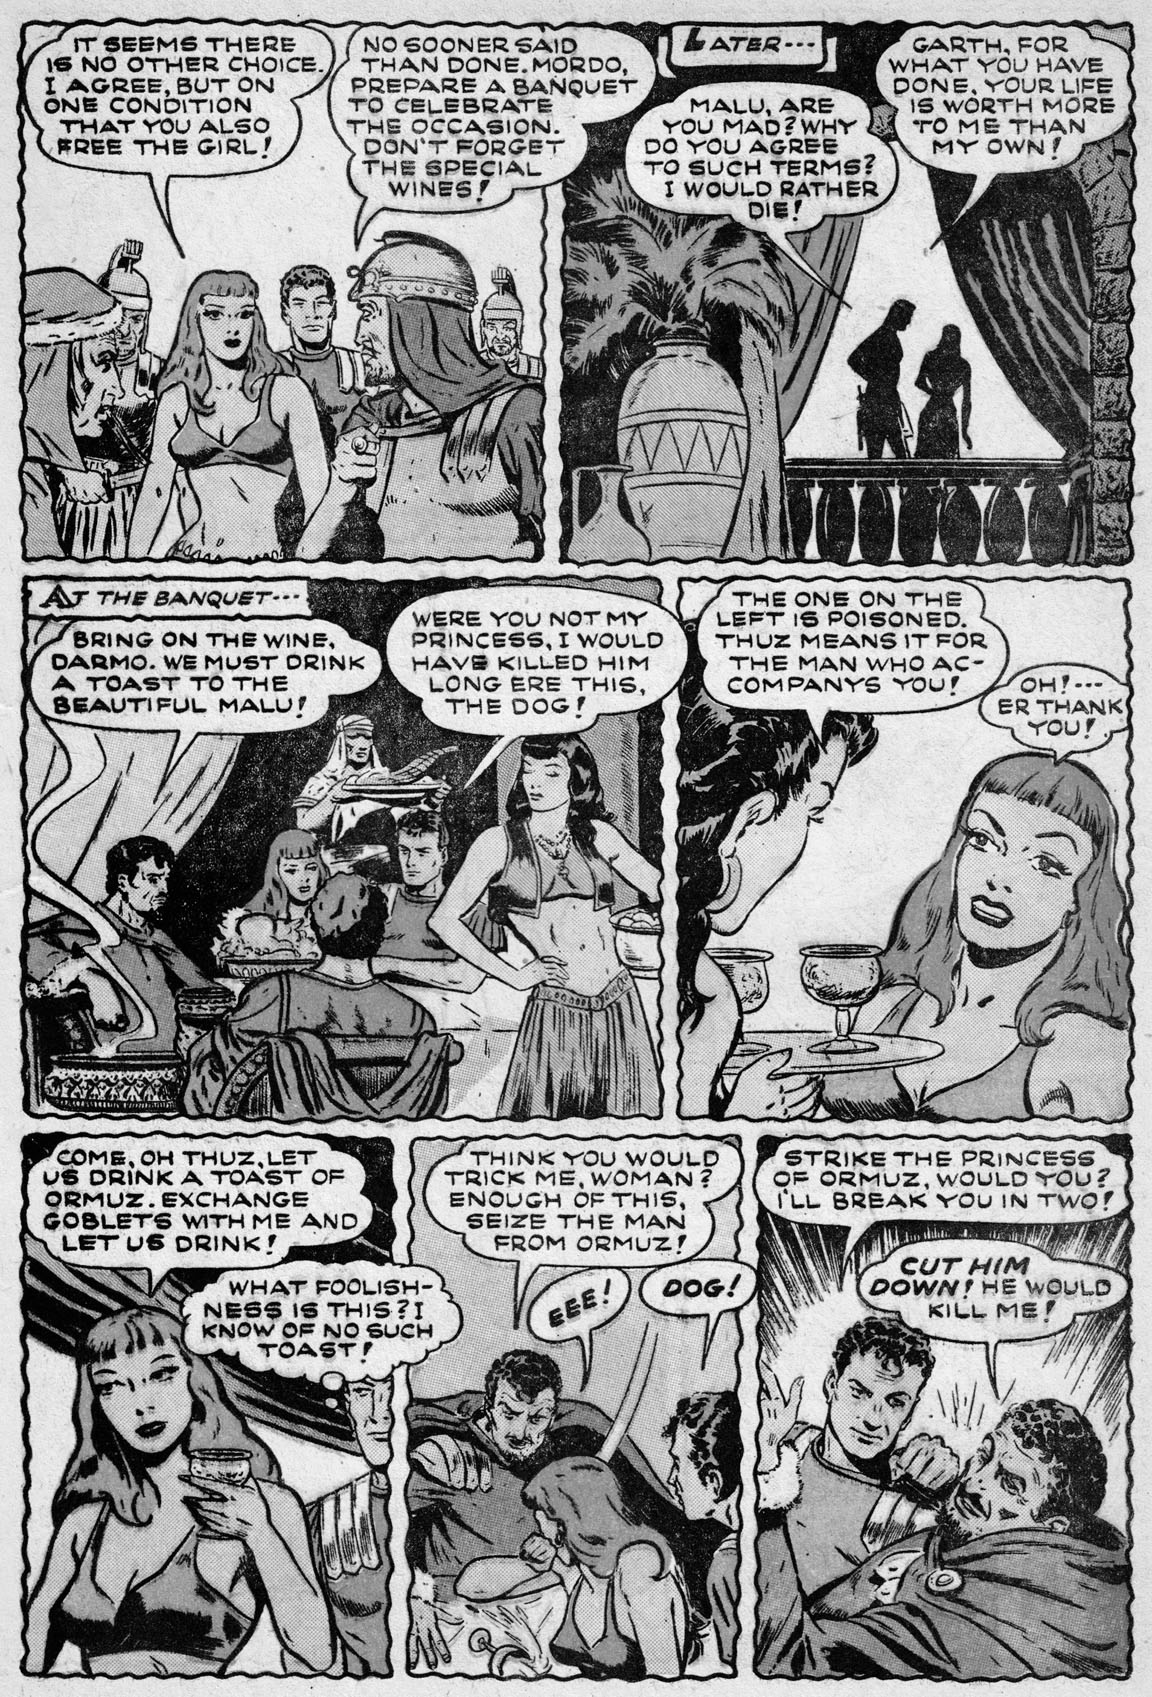 IT SEEMS THERE
IS NO OTHER CHOICE.
I AGREE, BUT ON
ONE CONDITION
THAT YOU ALSO
FREE THE GIRL!
NO SOONER SAID
THAN DONE. MORDO,
PREPARE A BANQUET
TO CELEBRATE
THE OCCASION.
DON'T FORGET
THE SPECIAL
WINES!
LATER---
MALU, ARE
YOU MAD? WHY
DO YOU AGREE
TO SUCH TERMS?
I WOULD RATHER
DIE!
GARTH, FOR
WHAT YOU HAVE
DONE, YOUR LIFE
IS WORTH MORE
TO ME THAN
MY OWN!
AT THE BANQUET---
BRING ON THE WINE,
DARMO. WE MUST DRINK
A TOAST TO THE
BEAUTIFUL MALU!
WERE YOU NOT MY
PRINCESS, I WOULD
HAVE KILLED HIM
LONG ERE THIS,
THE DOG!
THE ONE ON THE
LEFT IS POISONED.
THUZ MEANS IT FOR
THE MAN WHO AC-
COMPANYS YOU!
OH!---
ER THANK
YOU!
COME, OH THUZ, LET
US DRINK A TOAST OF
ORMUZ. EXCHANGE
GOBLETS WITH ME AND
LET US DRINK!
WHAT FOOLISH-
NESS IS THIS? I
KNOW OF NO SUCH
TOAST!
THINK YOU WOULD
TRICK ME, WOMAN?
ENOUGH OF THIS,
SEIZE THE MAN
FROM ORMUZ!
EEE!
DOG!
STRIKE THE PRINCESS
OF ORMUZ, WOULD YOU?
I'LL BREAK YOU IN TWO!
CUT HIM
DOWN! HE WOULD
KILL ME!